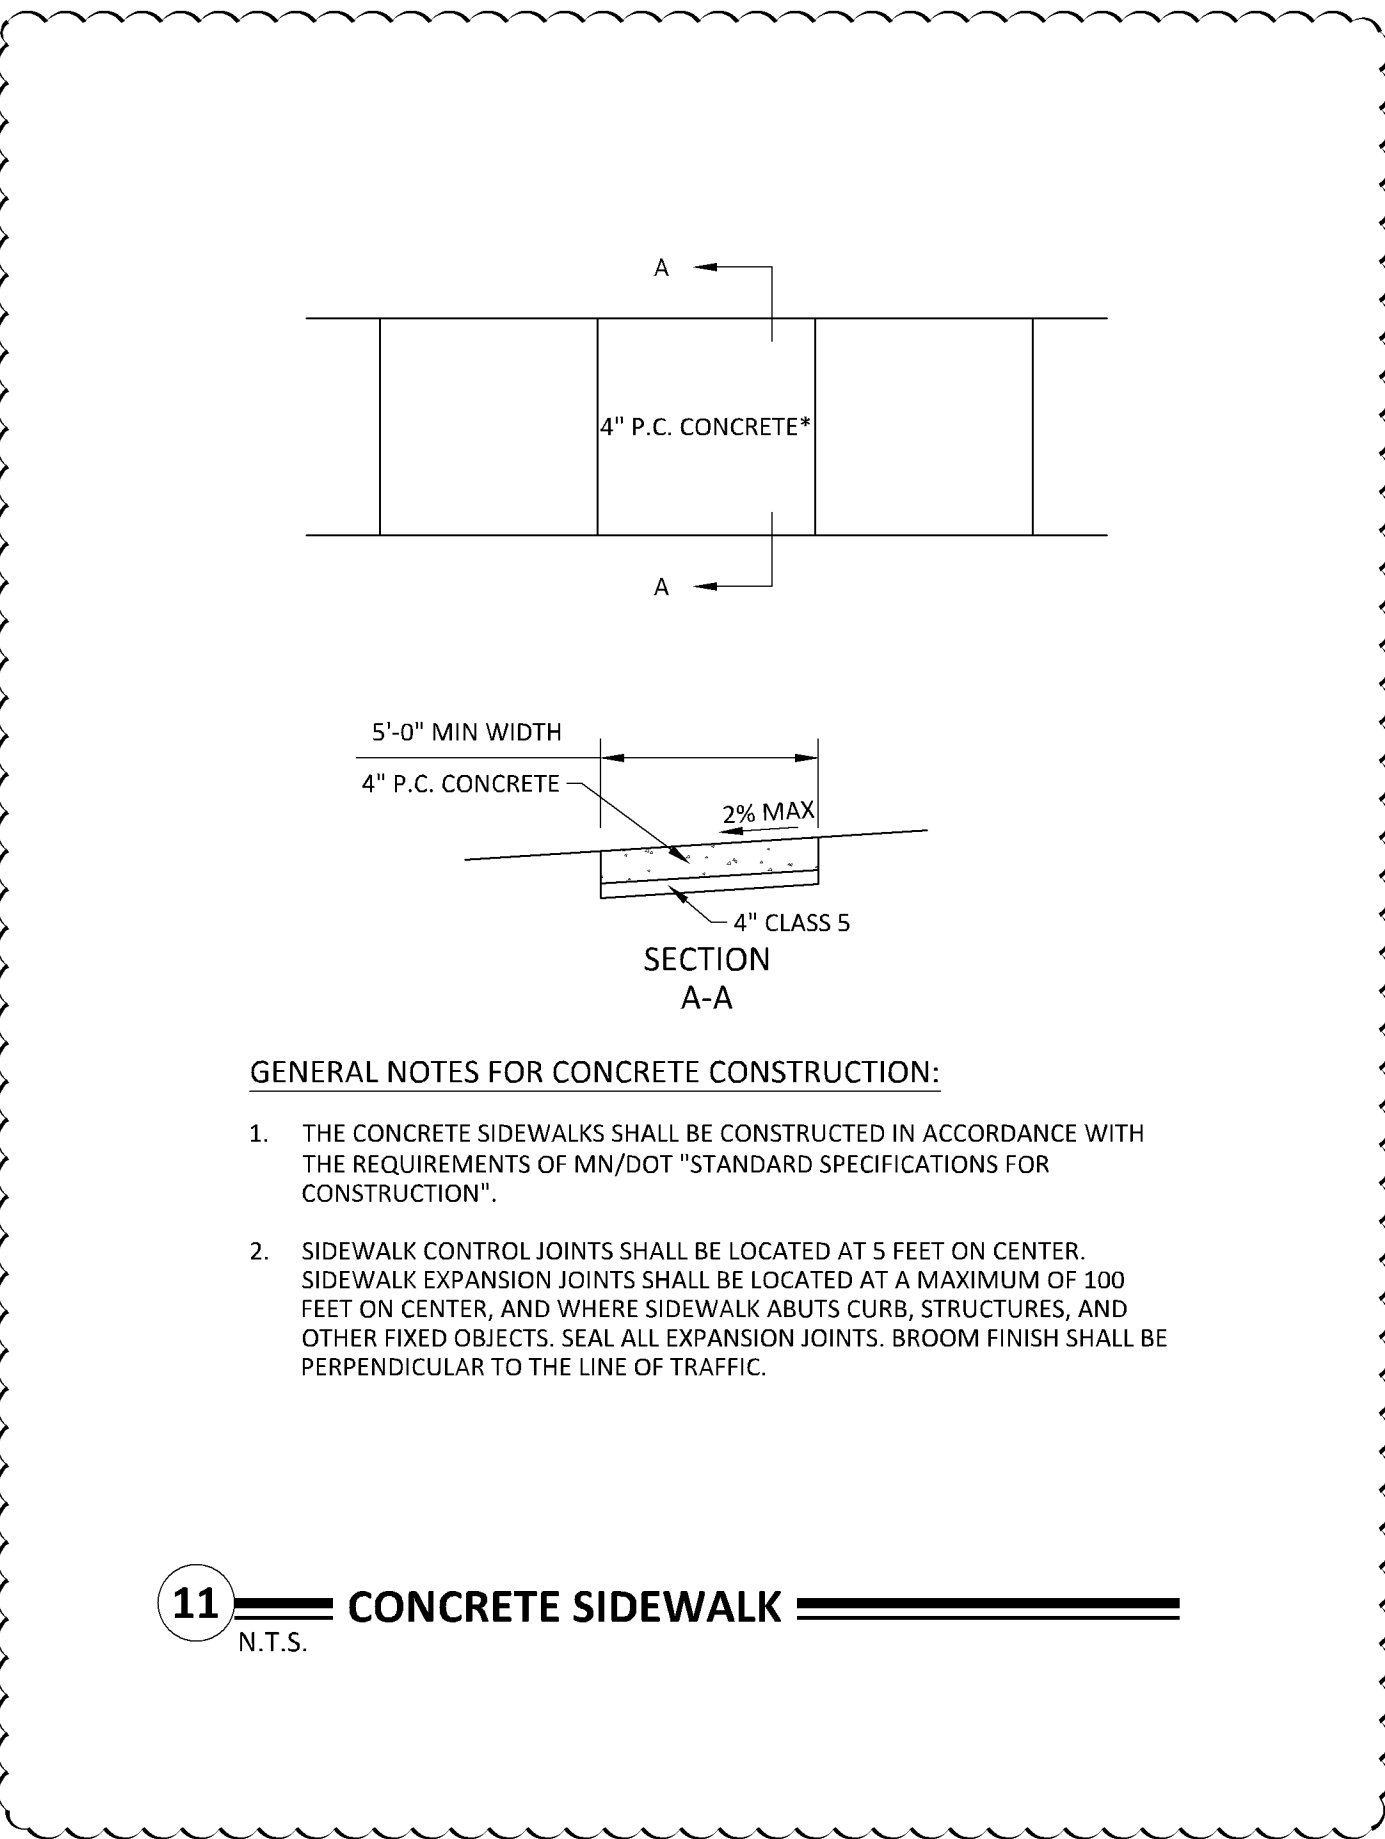 A
4" P.C. CONCRETE*
A
5'-0" MIN WIDTH
4" P.C. CONCRETE
2% MAX
4" CLASS 5
SECTION
A-A
GENERAL NOTES FOR CONCRETE CONSTRUCTION:
1. THE CONCRETE SIDEWALKS SHALL BE CONSTRUCTED IN ACCORDANCE WITH
THE REQUIREMENTS OF MN/DOT "STANDARD SPECIFICATIONS FOR
CONSTRUCTION".
2. SIDEWALK CONTROL JOINTS SHALL BE LOCATED AT 5 FEET ON CENTER.
SIDEWALK EXPANSION JOINTS SHALL BE LOCATED AT A MAXIMUM OF 100
FEET ON CENTER, AND WHERE SIDEWALK ABUTS CURB, STRUCTURES, AND
OTHER FIXED OBJECTS. SEAL ALL EXPANSION JOINTS. BROOM FINISH SHALL BE
PERPENDICULAR TO THE LINE OF TRAFFIC.
11 CONCRETE SIDEWALK
N.T.S.